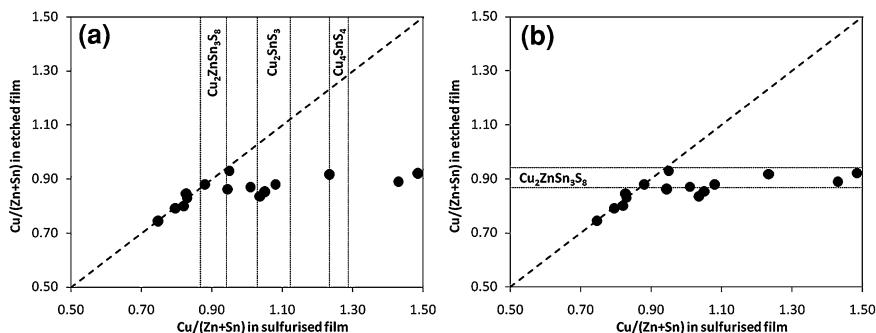 (a)
Cu/(Zn+Sn) in etched film
1.50
1.30
1.10
0.90
0.70
0.50
Cu₂ZnSn₃S₈
Cu₂SnS₃
Cu₄SnS₄
0.50 0.70 0.90 1.10 1.30 1.50
Cu/(Zn+Sn) in sulfurised film
(b)
Cu/(Zn+Sn) in etched film
1.50
1.30
1.10
0.90
0.70
0.50
Cu₂ZnSn₃S₈
0.50 0.70 0.90 1.10 1.30 1.50
Cu/(Zn+Sn) in sulfurised film